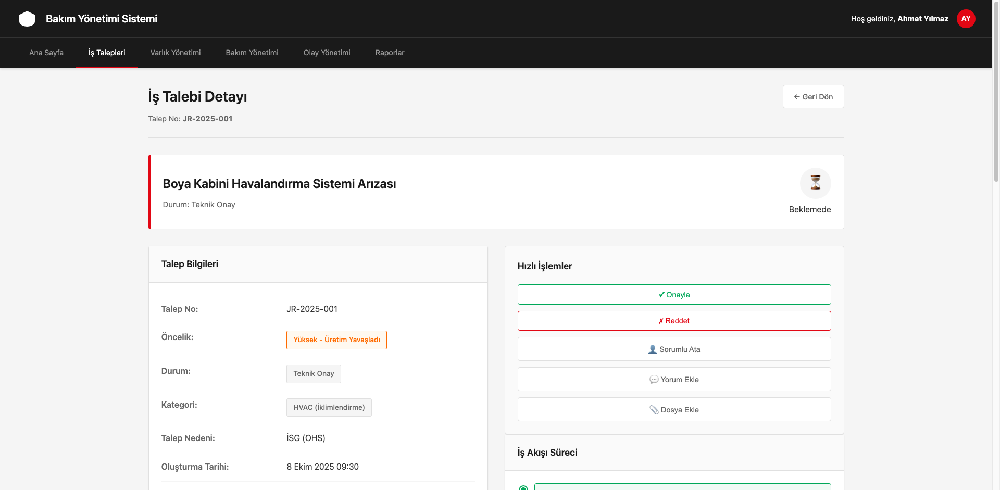 Bakım Yönetimi Sistemi
Hoş geldiniz, Ahmet Yılmaz
AY
Ana Sayfa
İş Talepleri
Varlık Yönetimi
Bakım Yönetimi
Olay Yönetimi
Raporlar
İş Talebi Detayı
← Geri Dön
Talep No: JR-2025-001
Boya Kabini Havalandırma Sistemi Arızası
Durum: Teknik Onay
Beklemede
Talep Bilgileri
Talep No: JR-2025-001
Öncelik: Yüksek - Üretim Yavaşladı
Durum: Teknik Onay
Kategori: HVAC (İklimlendirme)
Talep Nedeni: İSG (OHS)
Oluşturma Tarihi: 8 Ekim 2025 09:30
Hızlı İşlemler
✓ Onayla
✗ Reddet
Sorumlu Ata
Yorum Ekle
Dosya Ekle
İş Akışı Süreci